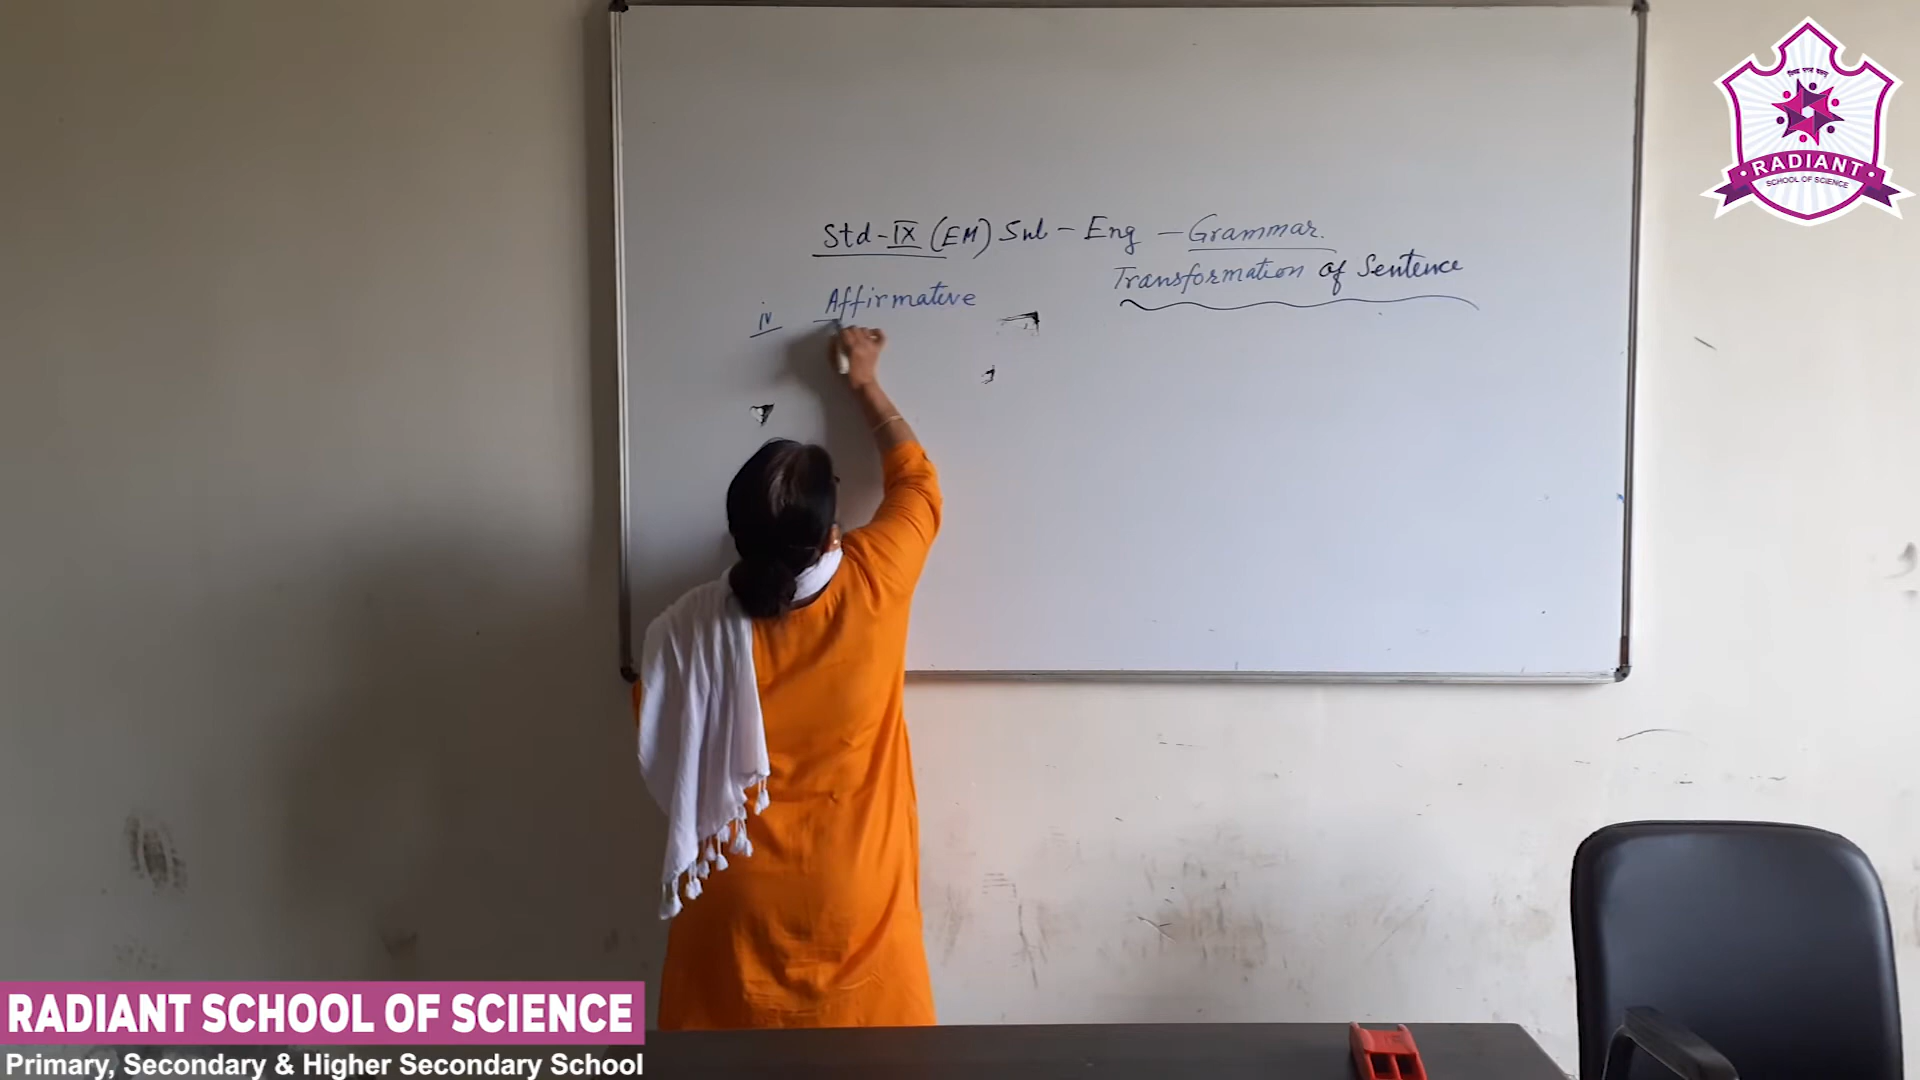 Std - IX (EM) Sub - Eng - Grammar.
Transformation of Sentence
iv Affirmative
RADIANT
SCHOOL OF SCIENCE
RADIANT SCHOOL OF SCIENCE
Primary, Secondary & Higher Secondary School